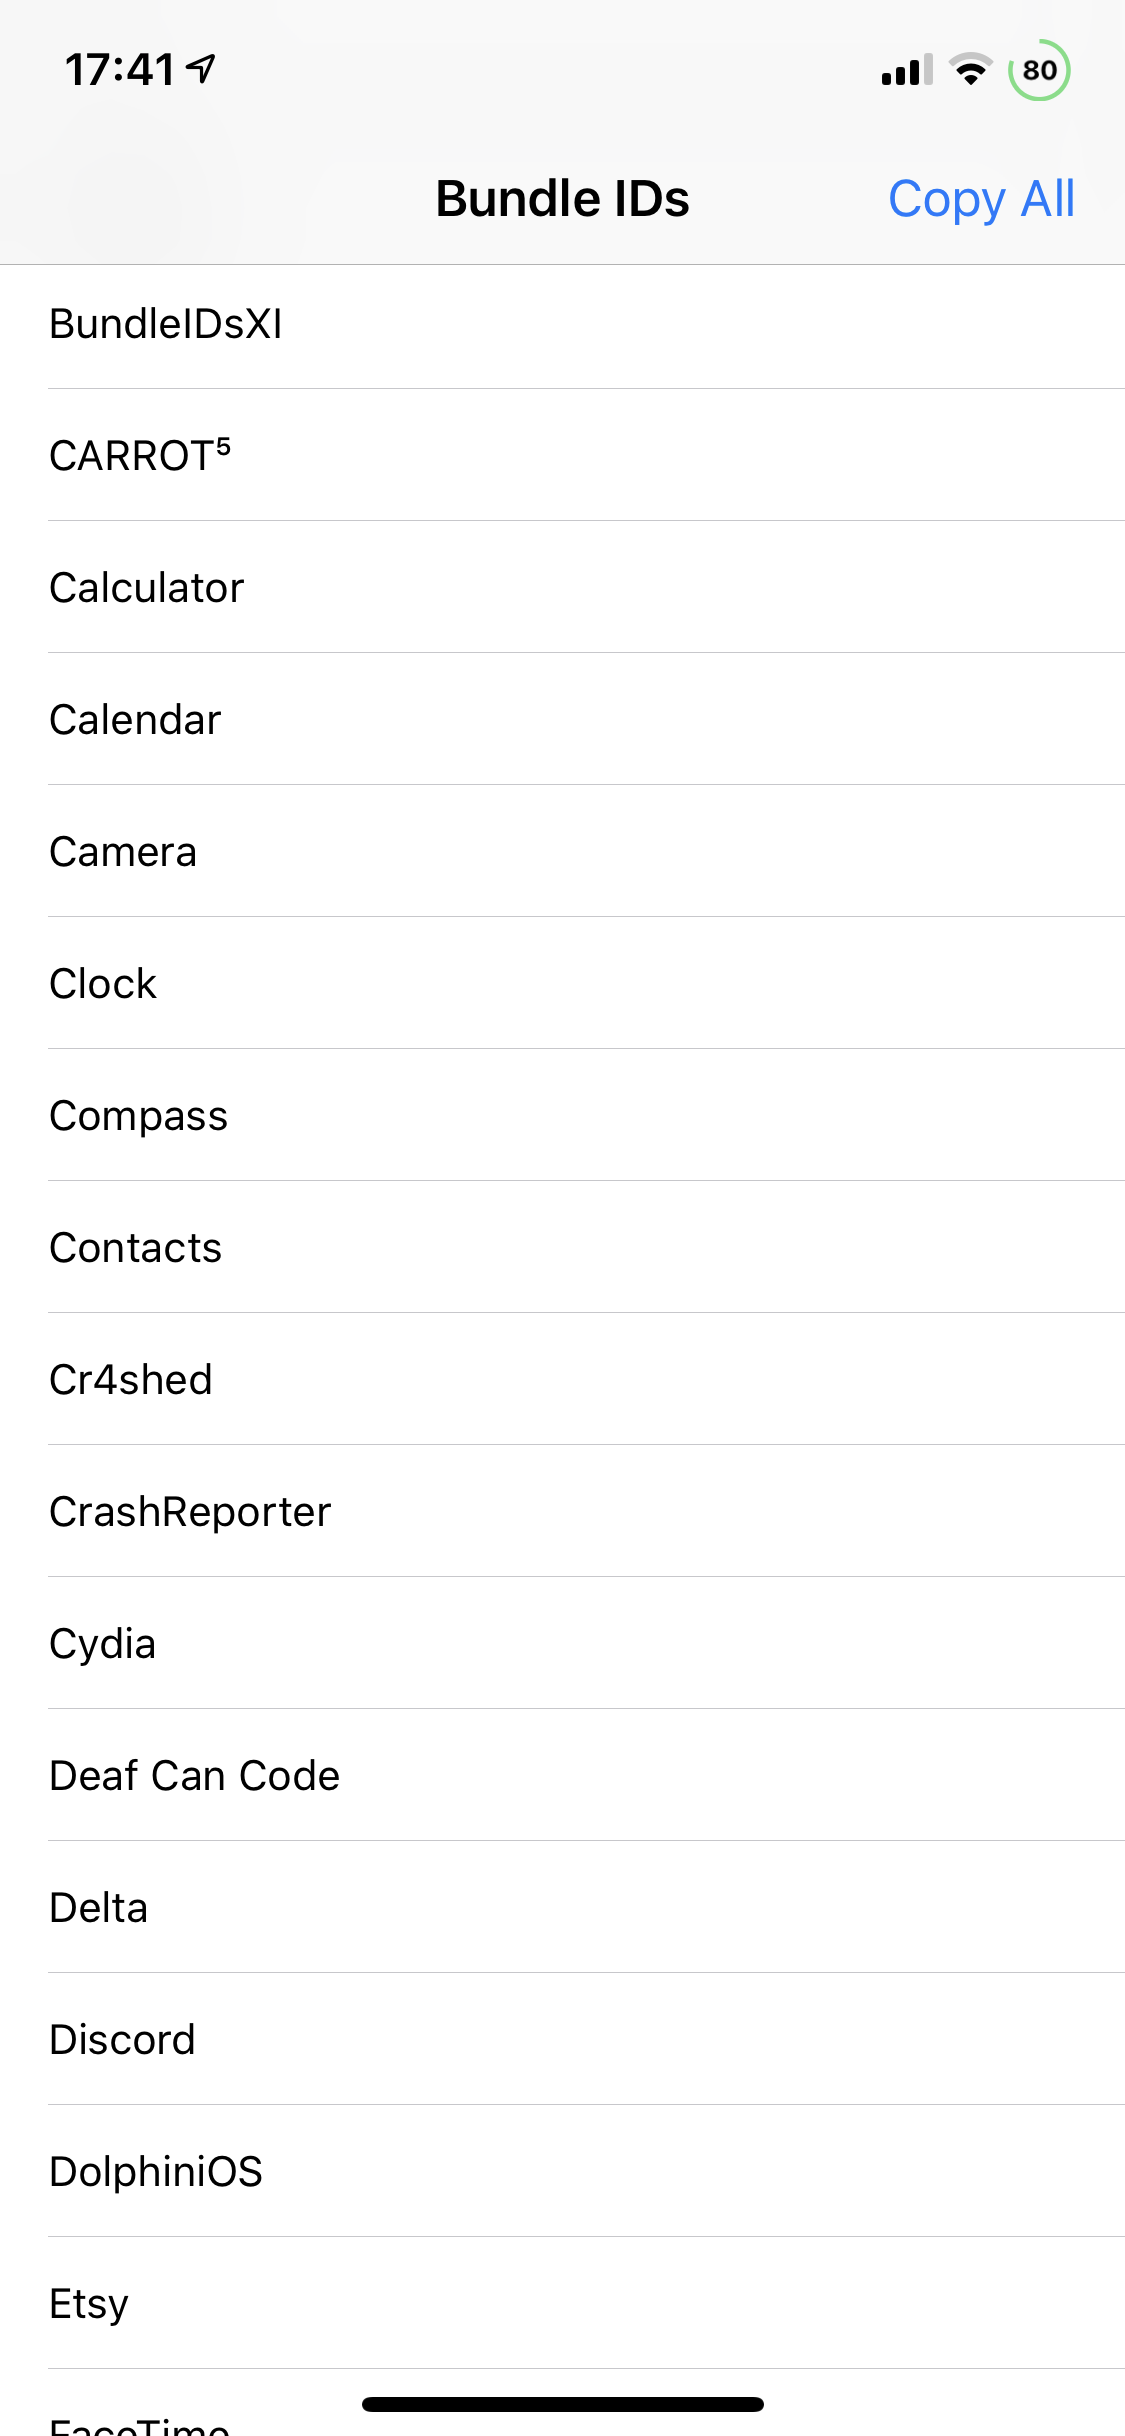 17:41
80
Bundle IDs
Copy All
BundleIDsXI
CARROT⁵
Calculator
Calendar
Camera
Clock
Compass
Contacts
Cr4shed
CrashReporter
Cydia
Deaf Can Code
Delta
Discord
DolphiniOS
Etsy
FaceTime